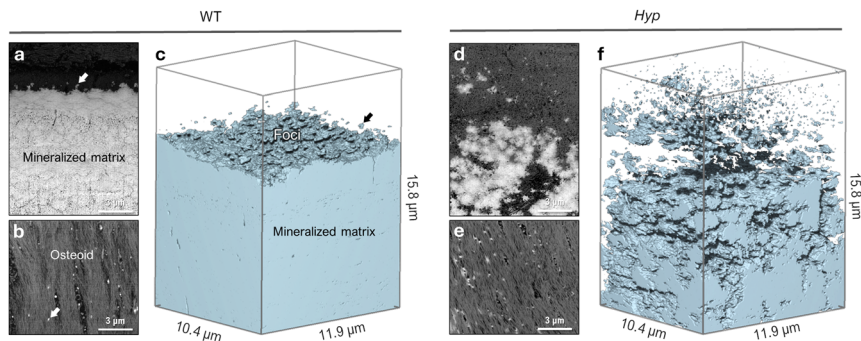 WT
Hyp
a
Mineralized matrix
3 µm
b
Osteoid
3 µm
c
Foci
Mineralized matrix
15.8 µm
10.4 µm
11.9 µm
d
3 µm
e
3 µm
f
15.8 µm
10.4 µm
11.9 µm